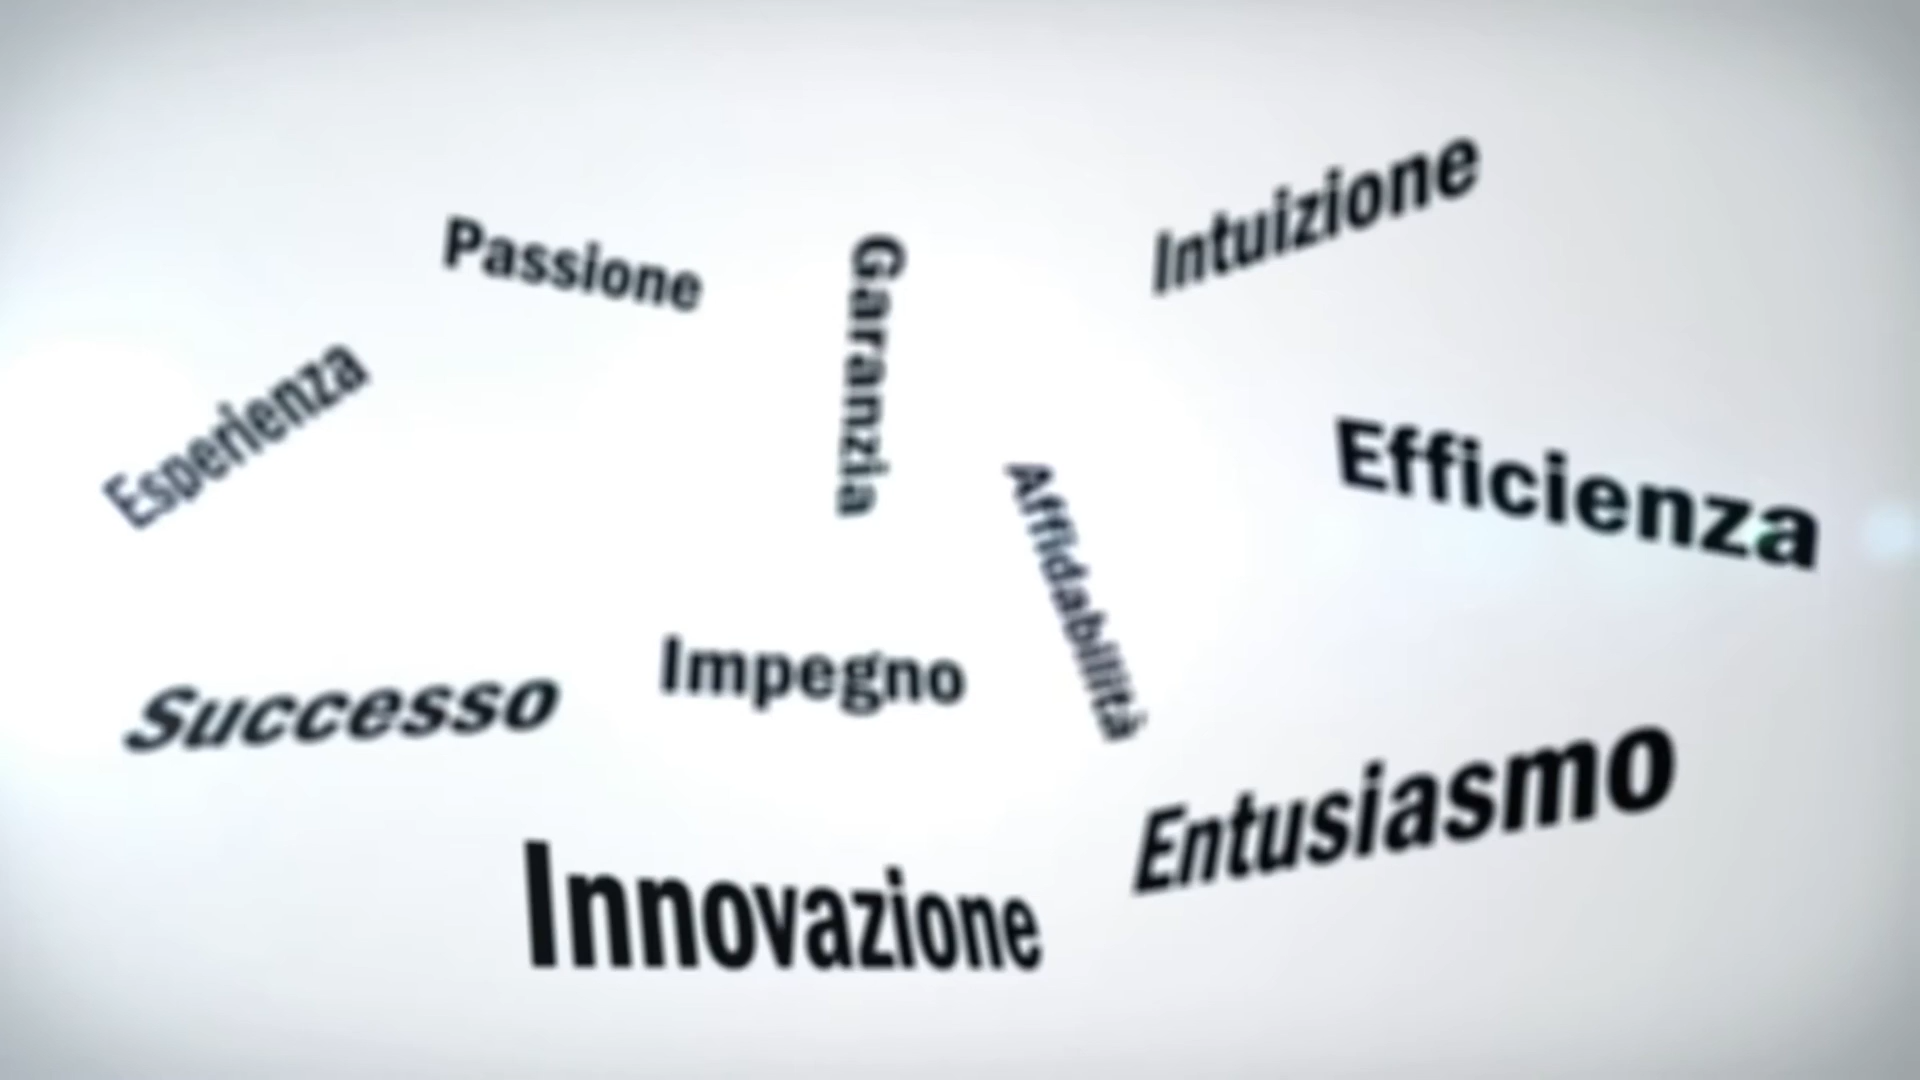 Intuizione
Passione
Garanzia
Esperienza
Efficienza
Affidabilità
Impegno
Successo
Entusiasmo
Innovazione